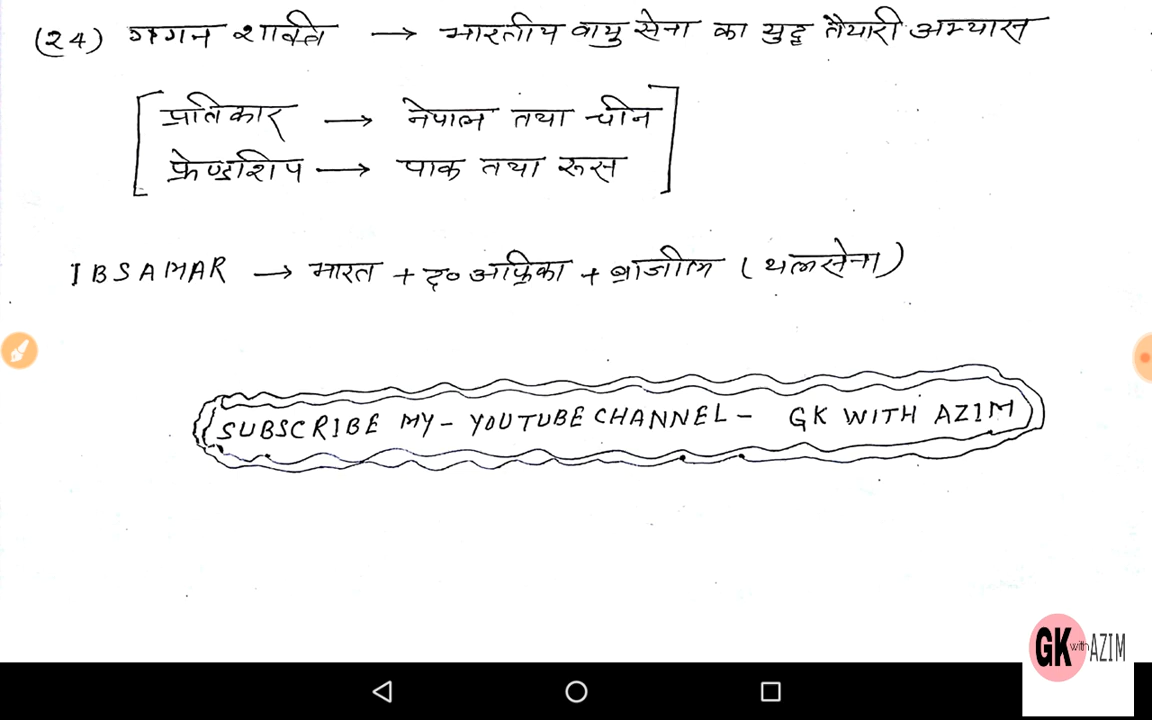 (24) गगन शक्ति → भारतीय वायु सेना का युद्ध तैयारी अभ्यास
प्रतिकार → नेपाल तथा चीन
फ्रेण्डशिप → पाक तथा रूस
IBSAMAR → भारत + द० अफ्रिका + ब्राजील (थलसेना)
SUBSCRIBE MY - YOUTUBE CHANNEL - GK WITH AZIM
GK with AZIM